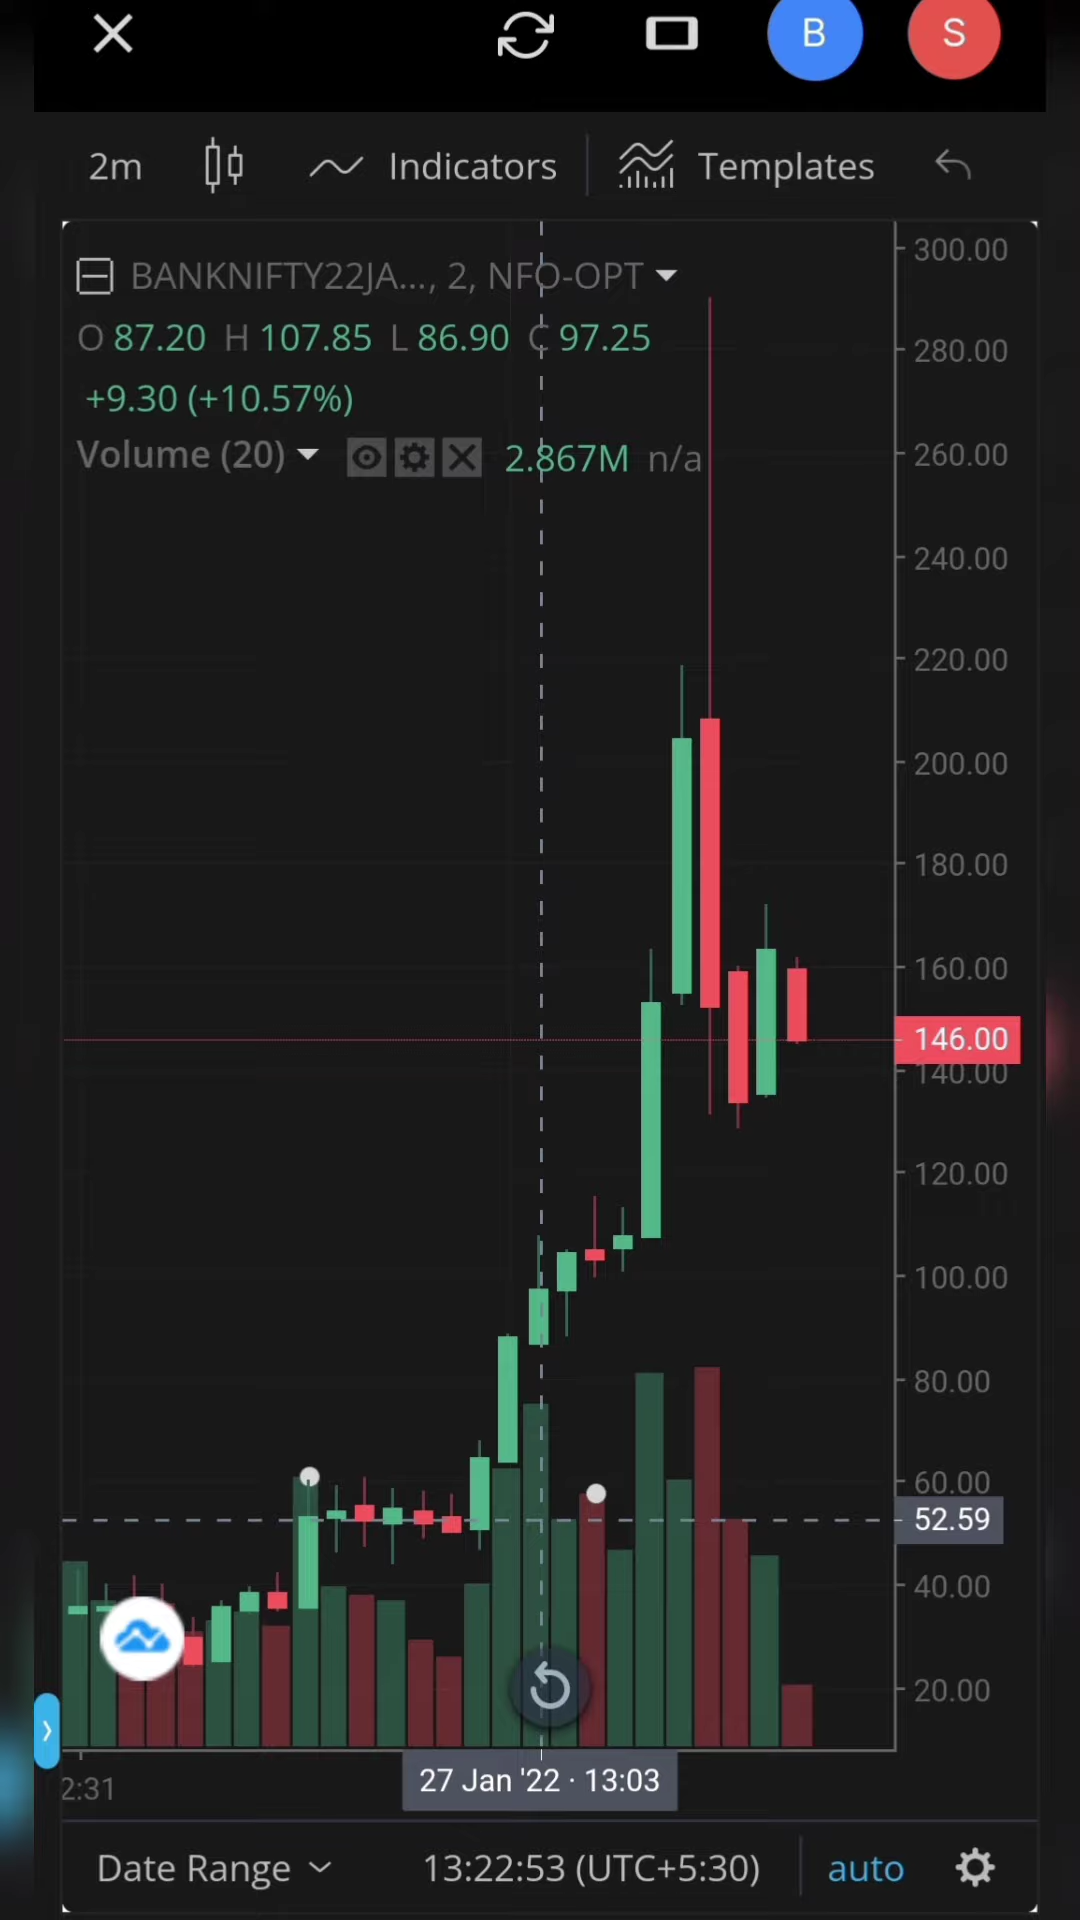 B S
2m Indicators Templates
BANKNIFTY22JA..., 2, NFO-OPT
O 87.20 H 107.85 L 86.90 C 97.25
+9.30 (+10.57%)
Volume (20) 2.867M n/a
300.00
280.00
260.00
240.00
220.00
200.00
180.00
160.00
146.00
140.00
120.00
100.00
80.00
60.00
52.59
40.00
20.00
2:31 27 Jan '22 · 13:03
Date Range 13:22:53 (UTC+5:30) auto